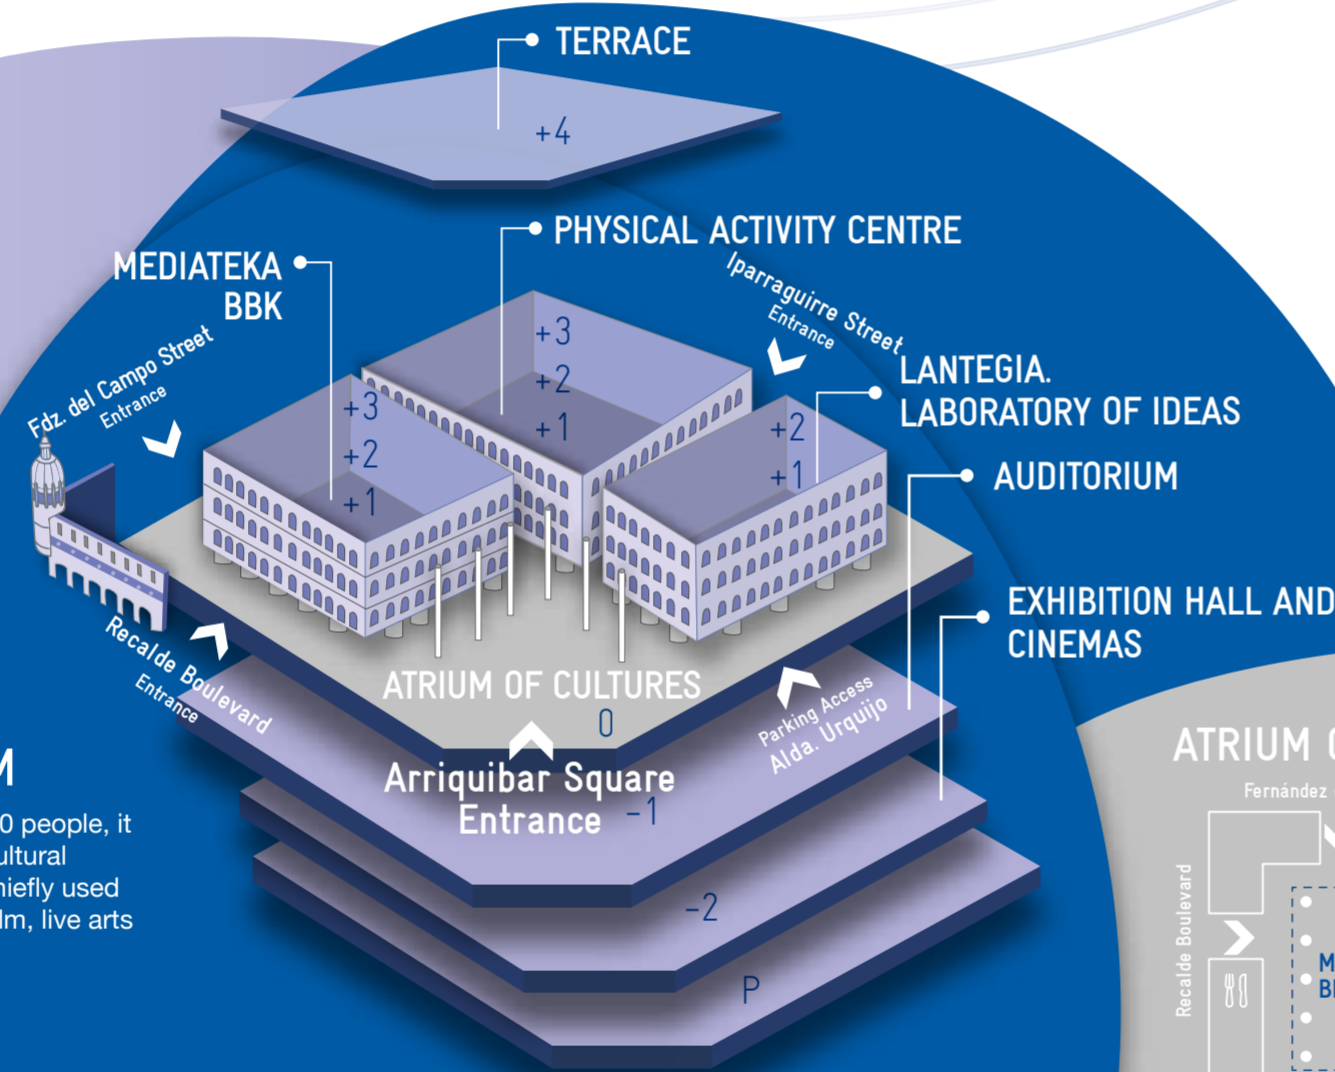 TERRACE
+4
PHYSICAL ACTIVITY CENTRE
MEDIATEKA
BBK
Iparraguirre Street
Entrance
Fdz. del Campo Street
Entrance
+3
+2
+1
+3
+2
+1
+2
+1
LANTEGIA.
LABORATORY OF IDEAS
AUDITORIUM
EXHIBITION HALL AND
CINEMAS
Recalde Boulevard
Entrance
ATRIUM OF CULTURES
0
Parking Access
Alda. Urquijo
Arriquibar Square
Entrance
-1
-2
P
M
0 people, it
ultural
hiefly used
lm, live arts
ATRIUM
Fernández
Recalde Boulevard
M